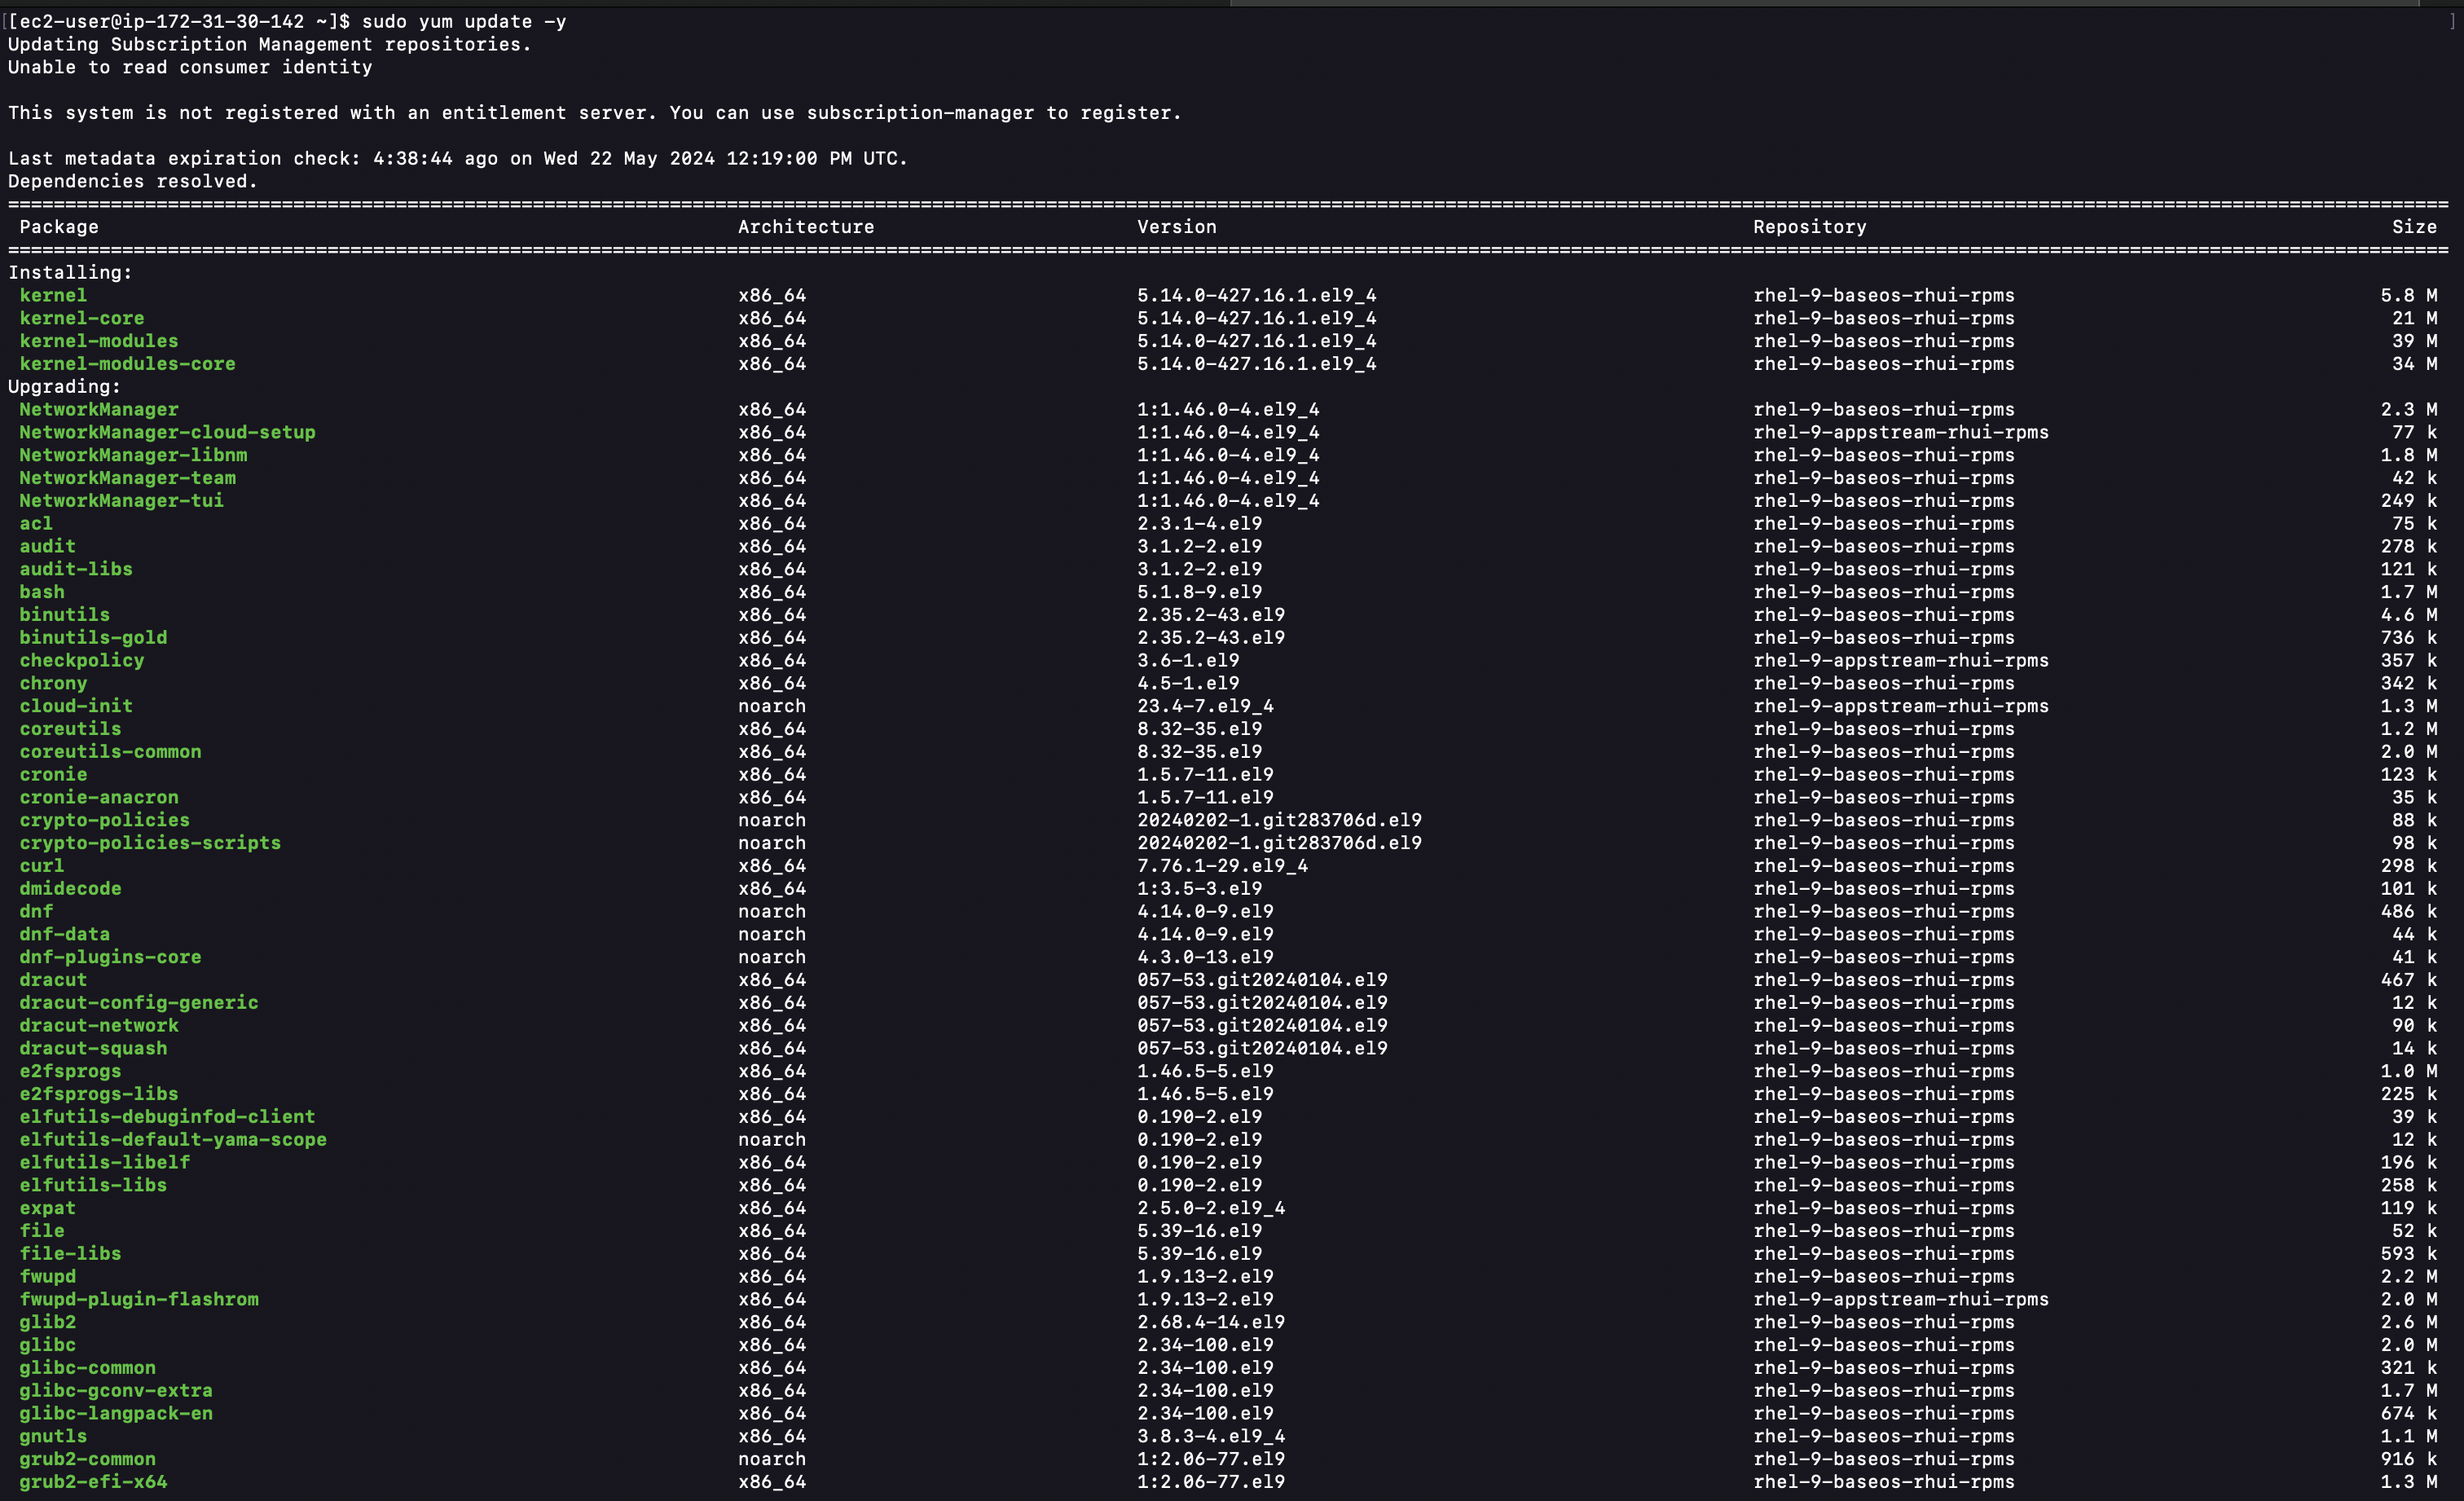 [[ec2-user@ip-172-31-30-142 ~]$ sudo yum update -y ]
Updating Subscription Management repositories.
Unable to read consumer identity
This system is not registered with an entitlement server. You can use subscription-manager to register.
Last metadata expiration check: 4:38:44 ago on Wed 22 May 2024 12:19:00 PM UTC.
Dependencies resolved.
Package Architecture Version Repository Size
Installing:
kernel x86_64 5.14.0-427.16.1.el9_4 rhel-9-baseos-rhui-rpms 5.8 M
kernel-core x86_64 5.14.0-427.16.1.el9_4 rhel-9-baseos-rhui-rpms 21 M
kernel-modules x86_64 5.14.0-427.16.1.el9_4 rhel-9-baseos-rhui-rpms 39 M
kernel-modules-core x86_64 5.14.0-427.16.1.el9_4 rhel-9-baseos-rhui-rpms 34 M
Upgrading:
NetworkManager x86_64 1:1.46.0-4.el9_4 rhel-9-baseos-rhui-rpms 2.3 M
NetworkManager-cloud-setup x86_64 1:1.46.0-4.el9_4 rhel-9-appstream-rhui-rpms 77 k
NetworkManager-libnm x86_64 1:1.46.0-4.el9_4 rhel-9-baseos-rhui-rpms 1.8 M
NetworkManager-team x86_64 1:1.46.0-4.el9_4 rhel-9-baseos-rhui-rpms 42 k
NetworkManager-tui x86_64 1:1.46.0-4.el9_4 rhel-9-baseos-rhui-rpms 249 k
acl x86_64 2.3.1-4.el9 rhel-9-baseos-rhui-rpms 75 k
audit x86_64 3.1.2-2.el9 rhel-9-baseos-rhui-rpms 278 k
audit-libs x86_64 3.1.2-2.el9 rhel-9-baseos-rhui-rpms 121 k
bash x86_64 5.1.8-9.el9 rhel-9-baseos-rhui-rpms 1.7 M
binutils x86_64 2.35.2-43.el9 rhel-9-baseos-rhui-rpms 4.6 M
binutils-gold x86_64 2.35.2-43.el9 rhel-9-baseos-rhui-rpms 736 k
checkpolicy x86_64 3.6-1.el9 rhel-9-appstream-rhui-rpms 357 k
chrony x86_64 4.5-1.el9 rhel-9-baseos-rhui-rpms 342 k
cloud-init noarch 23.4-7.el9_4 rhel-9-appstream-rhui-rpms 1.3 M
coreutils x86_64 8.32-35.el9 rhel-9-baseos-rhui-rpms 1.2 M
coreutils-common x86_64 8.32-35.el9 rhel-9-baseos-rhui-rpms 2.0 M
cronie x86_64 1.5.7-11.el9 rhel-9-baseos-rhui-rpms 123 k
cronie-anacron x86_64 1.5.7-11.el9 rhel-9-baseos-rhui-rpms 35 k
crypto-policies noarch 20240202-1.git283706d.el9 rhel-9-baseos-rhui-rpms 88 k
crypto-policies-scripts noarch 20240202-1.git283706d.el9 rhel-9-baseos-rhui-rpms 98 k
curl x86_64 7.76.1-29.el9_4 rhel-9-baseos-rhui-rpms 298 k
dmidecode x86_64 1:3.5-3.el9 rhel-9-baseos-rhui-rpms 101 k
dnf noarch 4.14.0-9.el9 rhel-9-baseos-rhui-rpms 486 k
dnf-data noarch 4.14.0-9.el9 rhel-9-baseos-rhui-rpms 44 k
dnf-plugins-core noarch 4.3.0-13.el9 rhel-9-baseos-rhui-rpms 41 k
dracut x86_64 057-53.git20240104.el9 rhel-9-baseos-rhui-rpms 467 k
dracut-config-generic x86_64 057-53.git20240104.el9 rhel-9-baseos-rhui-rpms 12 k
dracut-network x86_64 057-53.git20240104.el9 rhel-9-baseos-rhui-rpms 90 k
dracut-squash x86_64 057-53.git20240104.el9 rhel-9-baseos-rhui-rpms 14 k
e2fsprogs x86_64 1.46.5-5.el9 rhel-9-baseos-rhui-rpms 1.0 M
e2fsprogs-libs x86_64 1.46.5-5.el9 rhel-9-baseos-rhui-rpms 225 k
elfutils-debuginfod-client x86_64 0.190-2.el9 rhel-9-baseos-rhui-rpms 39 k
elfutils-default-yama-scope noarch 0.190-2.el9 rhel-9-baseos-rhui-rpms 12 k
elfutils-libelf x86_64 0.190-2.el9 rhel-9-baseos-rhui-rpms 196 k
elfutils-libs x86_64 0.190-2.el9 rhel-9-baseos-rhui-rpms 258 k
expat x86_64 2.5.0-2.el9_4 rhel-9-baseos-rhui-rpms 119 k
file x86_64 5.39-16.el9 rhel-9-baseos-rhui-rpms 52 k
file-libs x86_64 5.39-16.el9 rhel-9-baseos-rhui-rpms 593 k
fwupd x86_64 1.9.13-2.el9 rhel-9-baseos-rhui-rpms 2.2 M
fwupd-plugin-flashrom x86_64 1.9.13-2.el9 rhel-9-appstream-rhui-rpms 2.0 M
glib2 x86_64 2.68.4-14.el9 rhel-9-baseos-rhui-rpms 2.6 M
glibc x86_64 2.34-100.el9 rhel-9-baseos-rhui-rpms 2.0 M
glibc-common x86_64 2.34-100.el9 rhel-9-baseos-rhui-rpms 321 k
glibc-gconv-extra x86_64 2.34-100.el9 rhel-9-baseos-rhui-rpms 1.7 M
glibc-langpack-en x86_64 2.34-100.el9 rhel-9-baseos-rhui-rpms 674 k
gnutls x86_64 3.8.3-4.el9_4 rhel-9-baseos-rhui-rpms 1.1 M
grub2-common noarch 1:2.06-77.el9 rhel-9-baseos-rhui-rpms 916 k
grub2-efi-x64 x86_64 1:2.06-77.el9 rhel-9-baseos-rhui-rpms 1.3 M